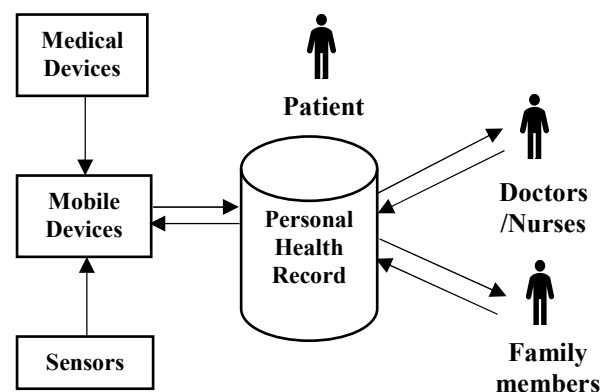 Medical
Devices
Patient
Mobile
Devices
Personal
Health
Record
Doctors
/Nurses
Sensors
Family
members